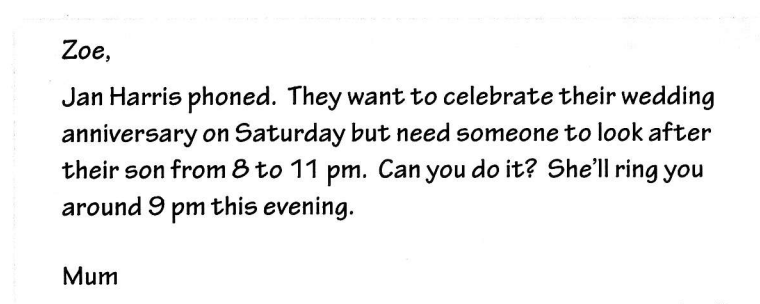 Zoe,
Jan Harris phoned. They want to celebrate their wedding
anniversary on Saturday but need someone to look after
their son from 8 to 11 pm. Can you do it? She'll ring you
around 9 pm this evening.
Mum